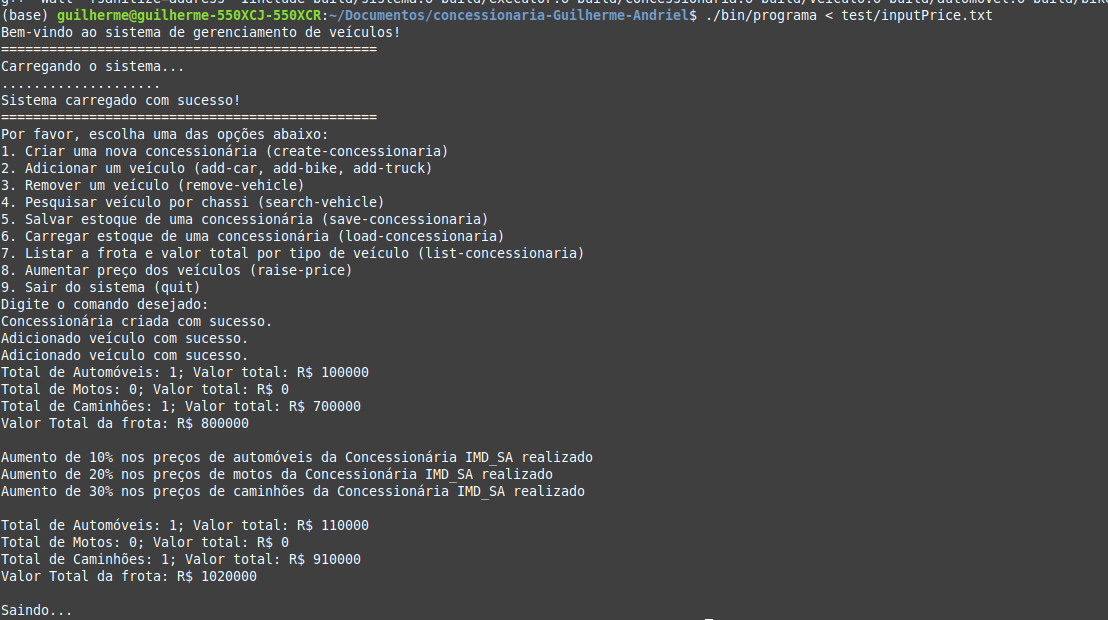 g++ -Wall -fsanitize=address -Iinclude build/sistema.o build/executor.o build/concessionaria.o build/veiculo.o build/automovel.o build/bike
(base) guilherme@guilherme-550XCJ-550XCR:~/Documentos/concessionaria-Guilherme-Andriel$ ./bin/programa < test/inputPrice.txt
Bem-vindo ao sistema de gerenciamento de veículos!
===============================================
Carregando o sistema...
....................
Sistema carregado com sucesso!
===============================================
Por favor, escolha uma das opções abaixo:
1. Criar uma nova concessionária (create-concessionaria)
2. Adicionar um veículo (add-car, add-bike, add-truck)
3. Remover um veículo (remove-vehicle)
4. Pesquisar veículo por chassi (search-vehicle)
5. Salvar estoque de uma concessionária (save-concessionaria)
6. Carregar estoque de uma concessionária (load-concessionaria)
7. Listar a frota e valor total por tipo de veículo (list-concessionaria)
8. Aumentar preço dos veículos (raise-price)
9. Sair do sistema (quit)
Digite o comando desejado:
Concessionária criada com sucesso.
Adicionado veículo com sucesso.
Adicionado veículo com sucesso.
Total de Automóveis: 1; Valor total: R$ 100000
Total de Motos: 0; Valor total: R$ 0
Total de Caminhões: 1; Valor total: R$ 700000
Valor Total da frota: R$ 800000
Aumento de 10% nos preços de automóveis da Concessionária IMD_SA realizado
Aumento de 20% nos preços de motos da Concessionária IMD_SA realizado
Aumento de 30% nos preços de caminhões da Concessionária IMD_SA realizado
Total de Automóveis: 1; Valor total: R$ 110000
Total de Motos: 0; Valor total: R$ 0
Total de Caminhões: 1; Valor total: R$ 910000
Valor Total da frota: R$ 1020000
Saindo...